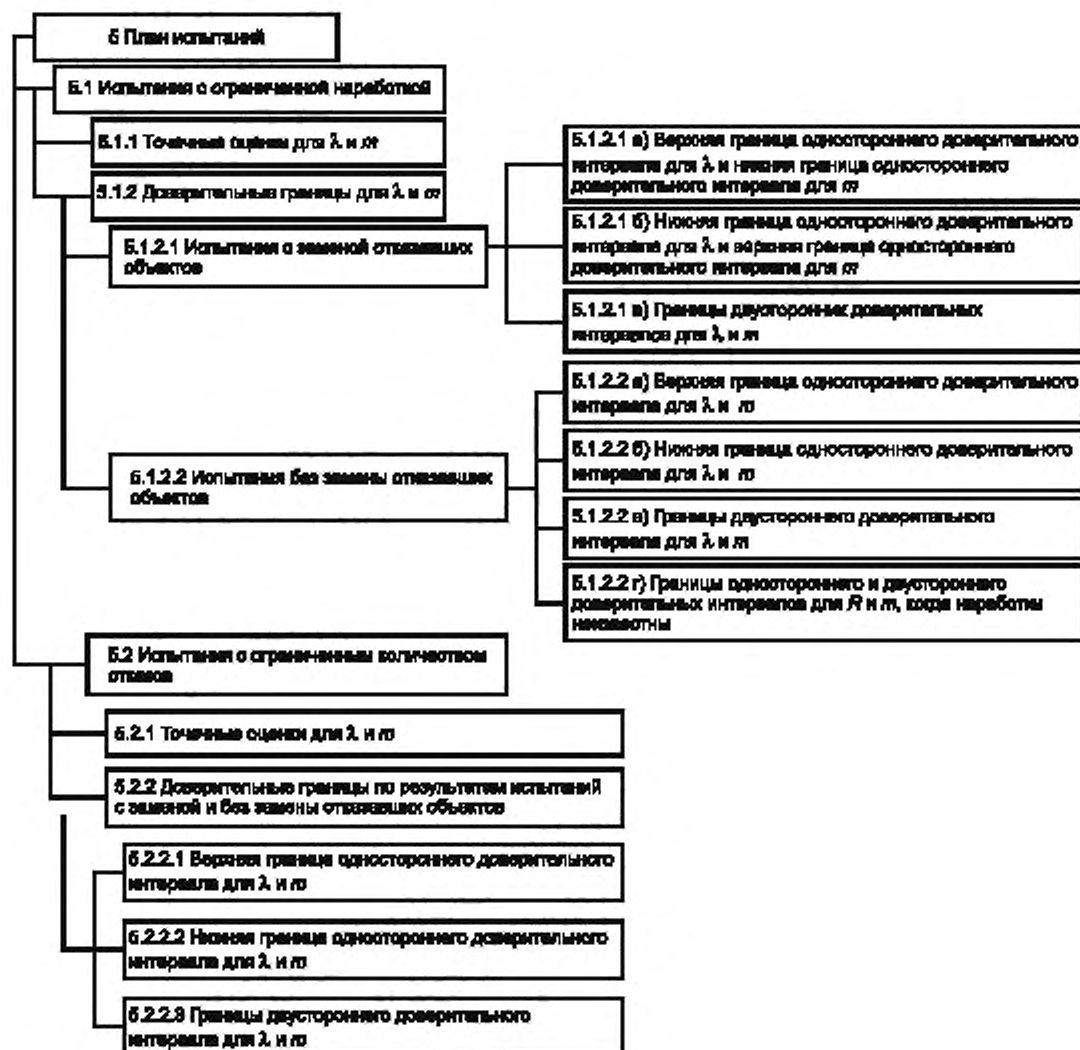 5 План испытаний
5.1 Испытания с ограниченной наработкой
5.1.1 Точечные оценки для λ и m
5.1.2 Доверительные границы для λ и m
5.1.2.1 Испытания с заменой отказавших
объектов
5.1.2.1 а) Верхняя граница одностороннего доверительного
интервала для λ и нижняя граница одностороннего
доверительного интервала для m
5.1.2.1 б) Нижняя граница одностороннего доверительного
интервала для λ и верхняя граница одностороннего
доверительного интервала для m
5.1.2.1 в) Границы двусторонних доверительных
интервалов для λ и m
5.1.2.2 Испытания без замены отказавших
объектов
5.1.2.2 а) Верхняя граница одностороннего доверительного
интервала для λ и m
5.1.2.2 б) Нижняя граница одностороннего доверительного
интервала для λ и m
5.1.2.2 в) Границы двустороннего доверительного
интервала для λ и m
5.1.2.2 г) Границы одностороннего и двустороннего
доверительных интервалов для R и m, когда наработки
неизвестны
5.2 Испытания с ограниченным количеством
отказов
5.2.1 Точечные оценки для λ и m
5.2.2 Доверительные границы по результатам испытаний
с заменой и без замены отказавших объектов
5.2.2.1 Верхняя граница одностороннего доверительного
интервала для λ и m
5.2.2.2 Нижняя граница одностороннего доверительного
интервала для λ и m
5.2.2.3 Границы двустороннего доверительного
интервала для λ и m